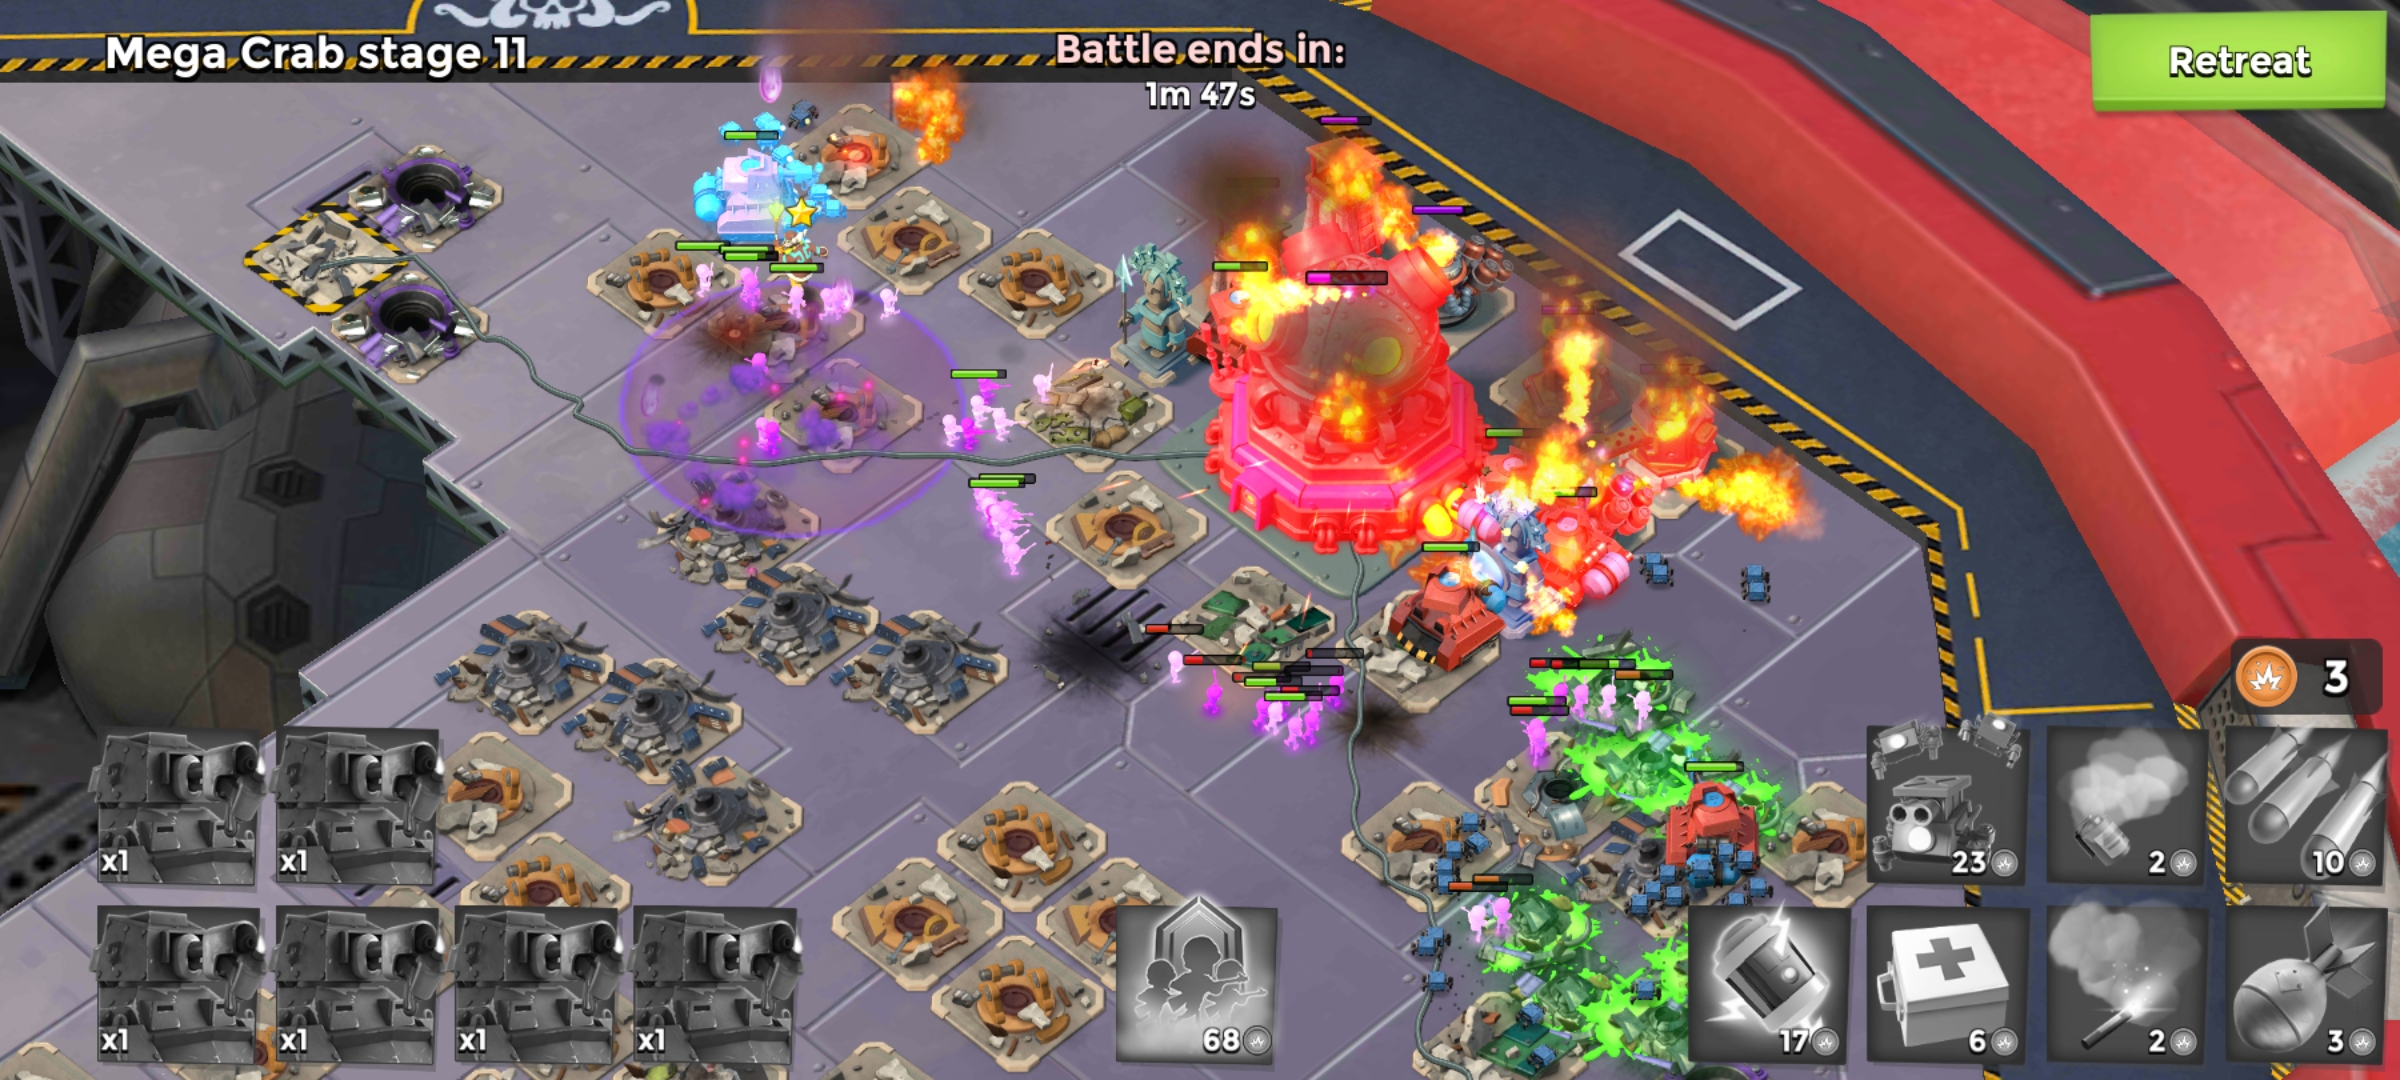 Mega Crab stage 11
Battle ends in:
1m 47s
Retreat
3
x1
x1
23
2
10
x1
x1
x1
x1
68
17
6
2
3